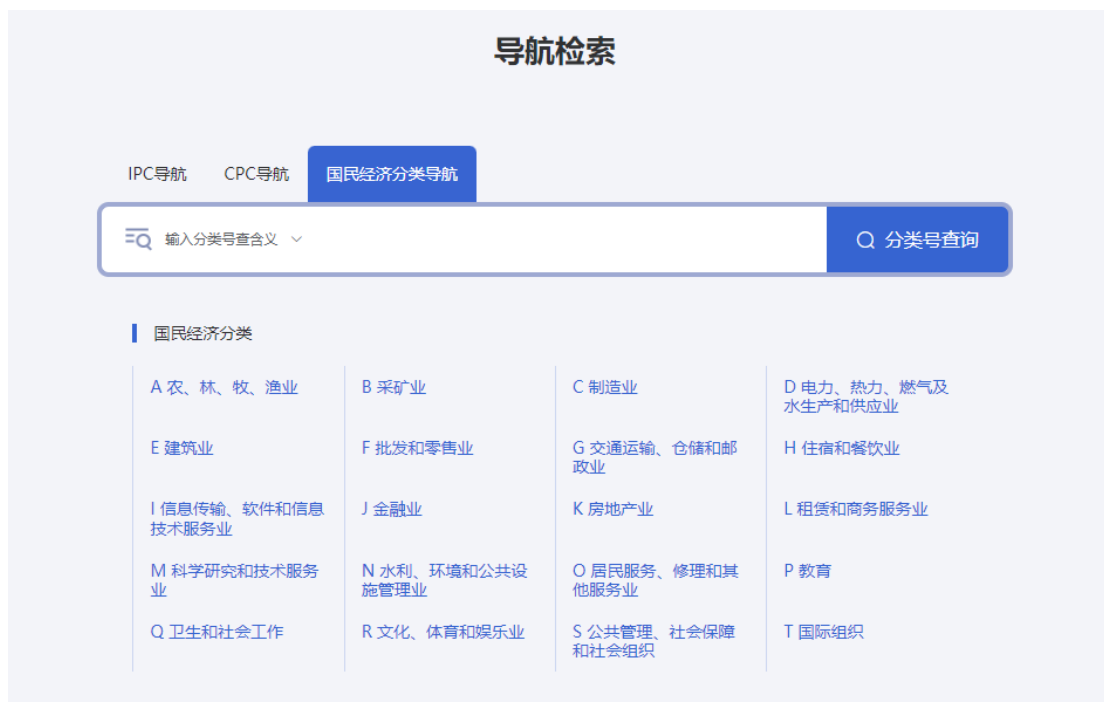 导航检索
IPC导航 CPC导航 国民经济分类导航
输入分类号查含义 分类号查询
国民经济分类
A 农、林、牧、渔业 B 采矿业 C 制造业 D 电力、热力、燃气及
水生产和供应业
E 建筑业 F 批发和零售业 G 交通运输、仓储和邮
政业 H 住宿和餐饮业
I 信息传输、软件和信息
技术服务业 J 金融业 K 房地产业 L 租赁和商务服务业
M 科学研究和技术服务
业 N 水利、环境和公共设
施管理业 O 居民服务、修理和其
他服务业 P 教育
Q 卫生和社会工作 R 文化、体育和娱乐业 S 公共管理、社会保障
和社会组织 T 国际组织